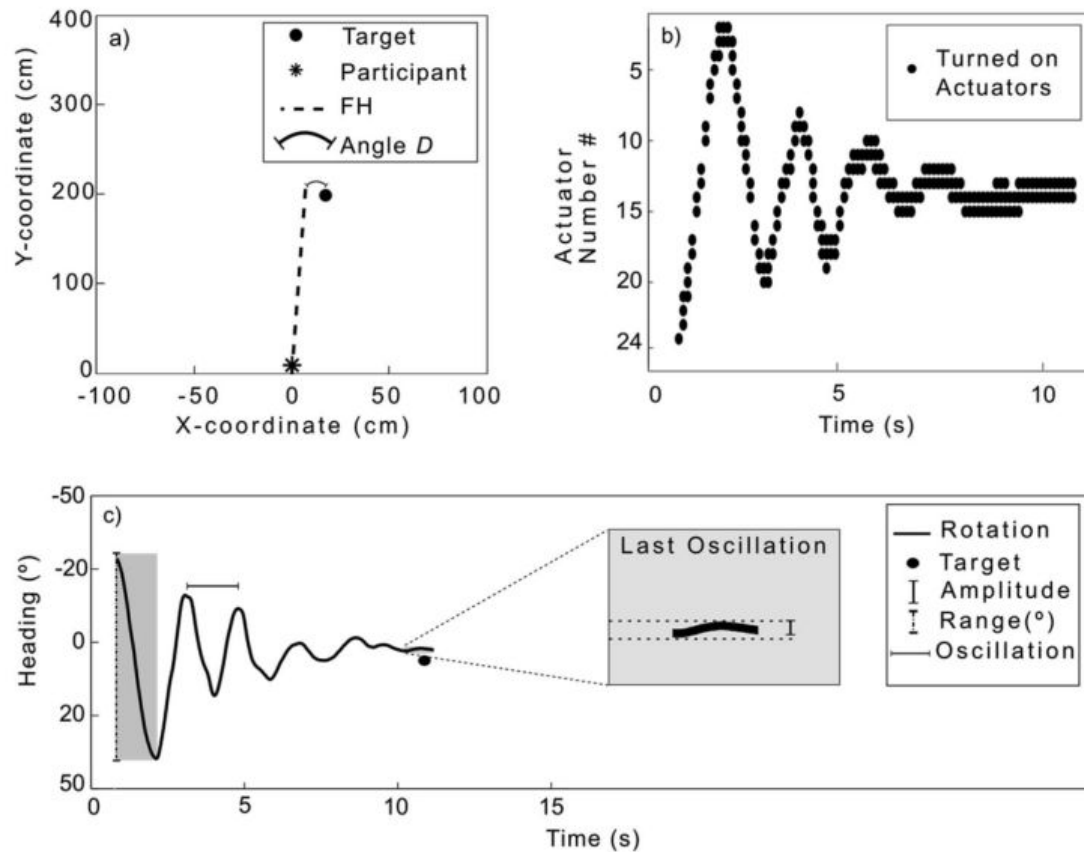 a)
400
300
200
100
0
Y-coordinate (cm)
-100
-50
0
50
100
X-coordinate (cm)
Target
Participant
FH
Angle D
b)
5
10
15
20
24
Actuator
Number #
0
5
10
Time (s)
Turned on
Actuators
c)
-50
-20
0
20
50
Heading (º)
0
5
10
15
Time (s)
Last Oscillation
Rotation
Target
Amplitude
Range(º)
Oscillation